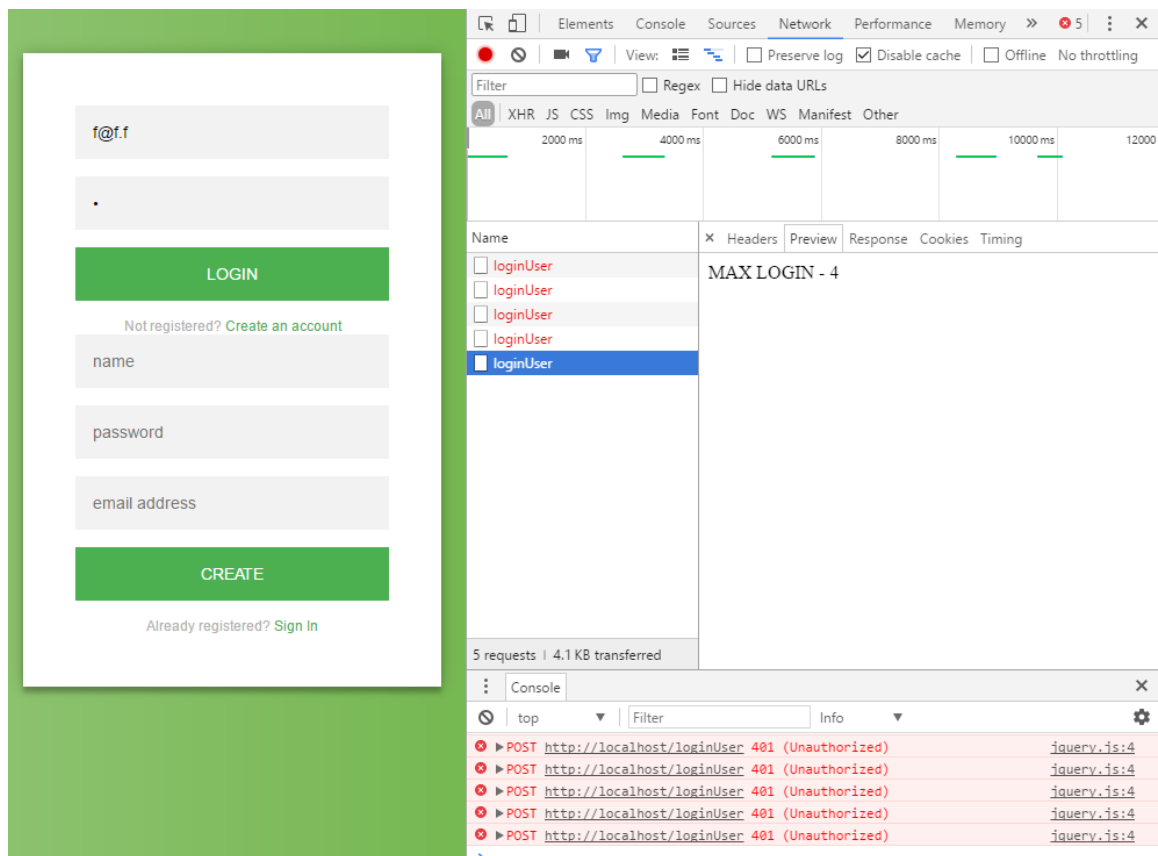 f@f.f
•
LOGIN
Not registered? Create an account
name
password
email address
CREATE
Already registered? Sign In
Elements Console Sources Network Performance Memory » 5
View: Preserve log Disable cache Offline No throttling
Filter Regex Hide data URLs
All XHR JS CSS Img Media Font Doc WS Manifest Other
2000 ms 4000 ms 6000 ms 8000 ms 10000 ms 12000
Name
× Headers Preview Response Cookies Timing
loginUser
loginUser
loginUser
loginUser
loginUser
MAX LOGIN - 4
5 requests | 4.1 KB transferred
Console
top ▼ Filter Info ▼
▶POST http://localhost/loginUser 401 (Unauthorized) jquery.js:4
▶POST http://localhost/loginUser 401 (Unauthorized) jquery.js:4
▶POST http://localhost/loginUser 401 (Unauthorized) jquery.js:4
▶POST http://localhost/loginUser 401 (Unauthorized) jquery.js:4
▶POST http://localhost/loginUser 401 (Unauthorized) jquery.js:4